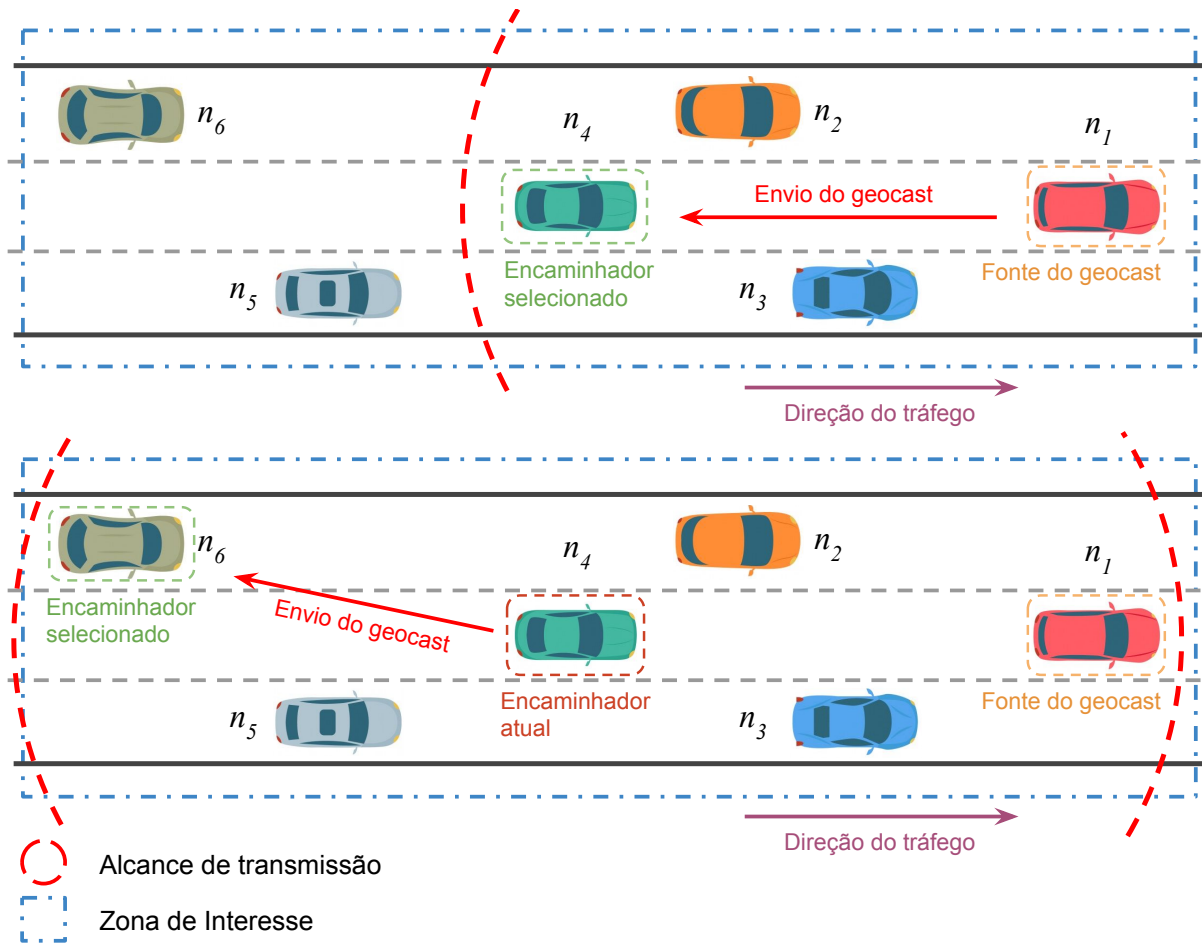 n6
n4
n2
n1
Envio do geocast
n5
Encaminhador
selecionado
n3
Fonte do geocast
Direção do tráfego
n6
n4
n2
n1
Encaminhador
selecionado
Envio do geocast
n5
Encaminhador
atual
n3
Fonte do geocast
Direção do tráfego
Alcance de transmissão
Zona de Interesse